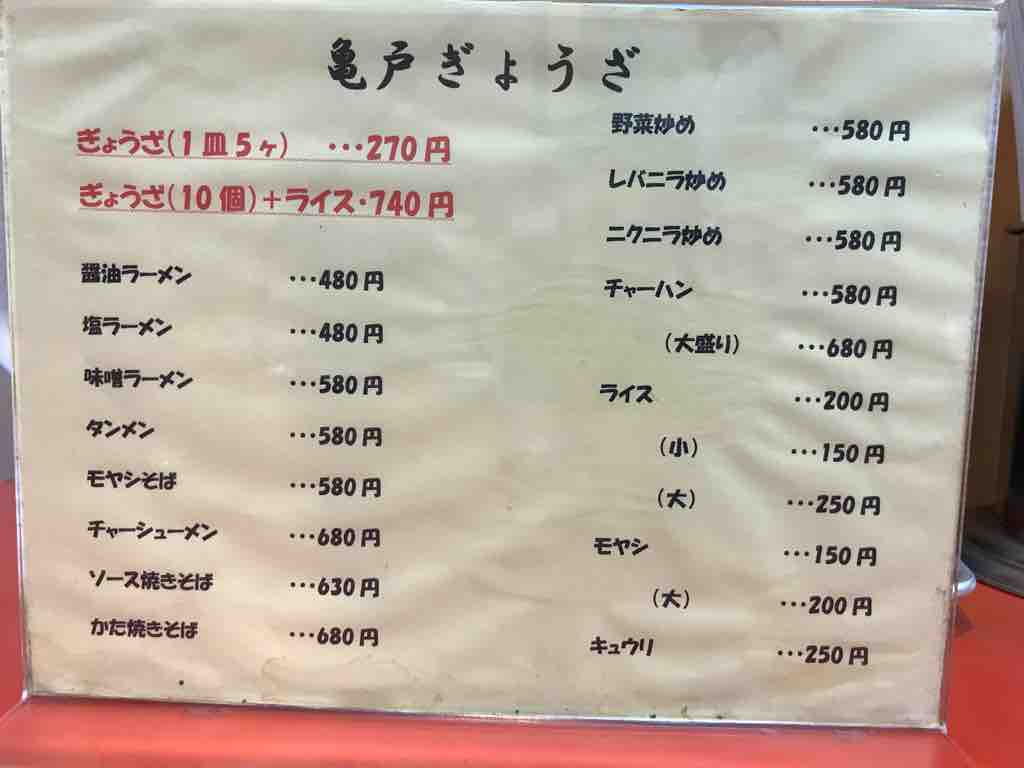 亀戸ぎょうざ
ぎょうざ(1皿5ヶ) ･･･270円
ぎょうざ(10個)+ライス･740円
醤油ラーメン ･･･480円
塩ラーメン ･･･480円
味噌ラーメン ･･･580円
タンメン ･･･580円
モヤシそば ･･･580円
チャーシューメン ･･･680円
ソース焼きそば ･･･630円
かた焼きそば ･･･680円
野菜炒め ･･･580円
レバニラ炒め ･･･580円
ニクニラ炒め ･･･580円
チャーハン ･･･580円
(大盛り) ･･･680円
ライス ･･･200円
(小) ･･･150円
(大) ･･･250円
モヤシ ･･･150円
(大) ･･･200円
キュウリ ･･･250円